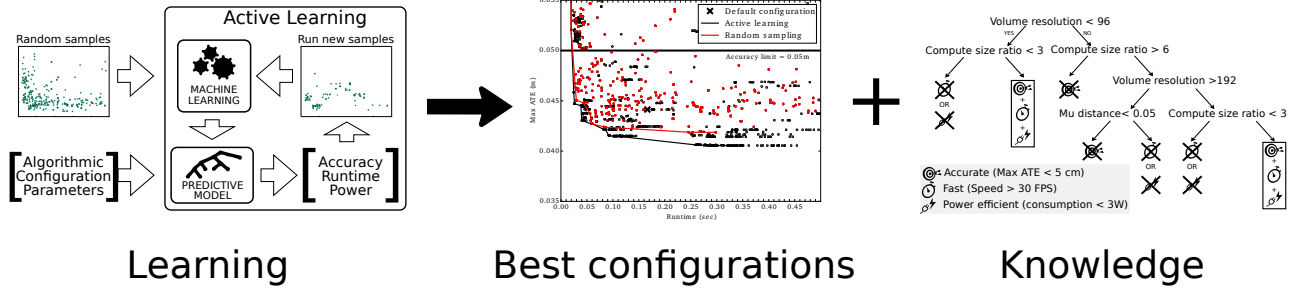 Active Learning
Random samples
Run new samples
MACHINE
LEARNING
Algorithmic
Configuration
Parameters
PREDICTIVE
MODEL
Accuracy
Runtime
Power
Learning
Default configuration
Active learning
Random sampling
Accuracy limit = 0.05m
Max ATE (m)
0.050
0.045
0.040
0.035
0.00 0.05 0.10 0.15 0.20 0.25 0.30 0.35 0.40 0.45
Runtime (sec)
Best configurations
Volume resolution < 96
YES NO
Compute size ratio < 3 Compute size ratio > 6
Volume resolution >192
OR
+
+
Mu distance< 0.05 Compute size ratio < 3
OR OR
+
+
Accurate (Max ATE < 5 cm)
Fast (Speed > 30 FPS)
Power efficient (consumption < 3W)
Knowledge